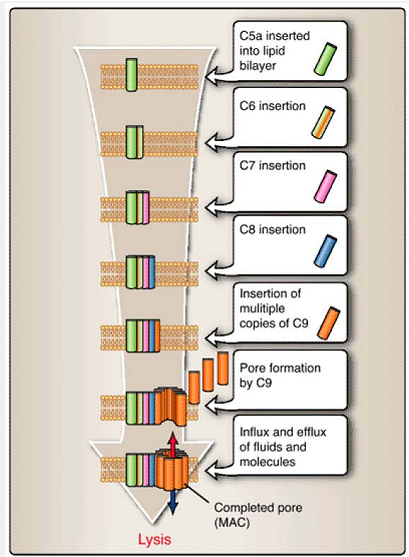 C5a inserted
into lipid
bilayer
C6 insertion
C7 insertion
C8 insertion
Insertion of
mulitiple
copies of C9
Pore formation
by C9
Influx and efflux
of fluids and
molecules
Completed pore
(MAC)
Lysis